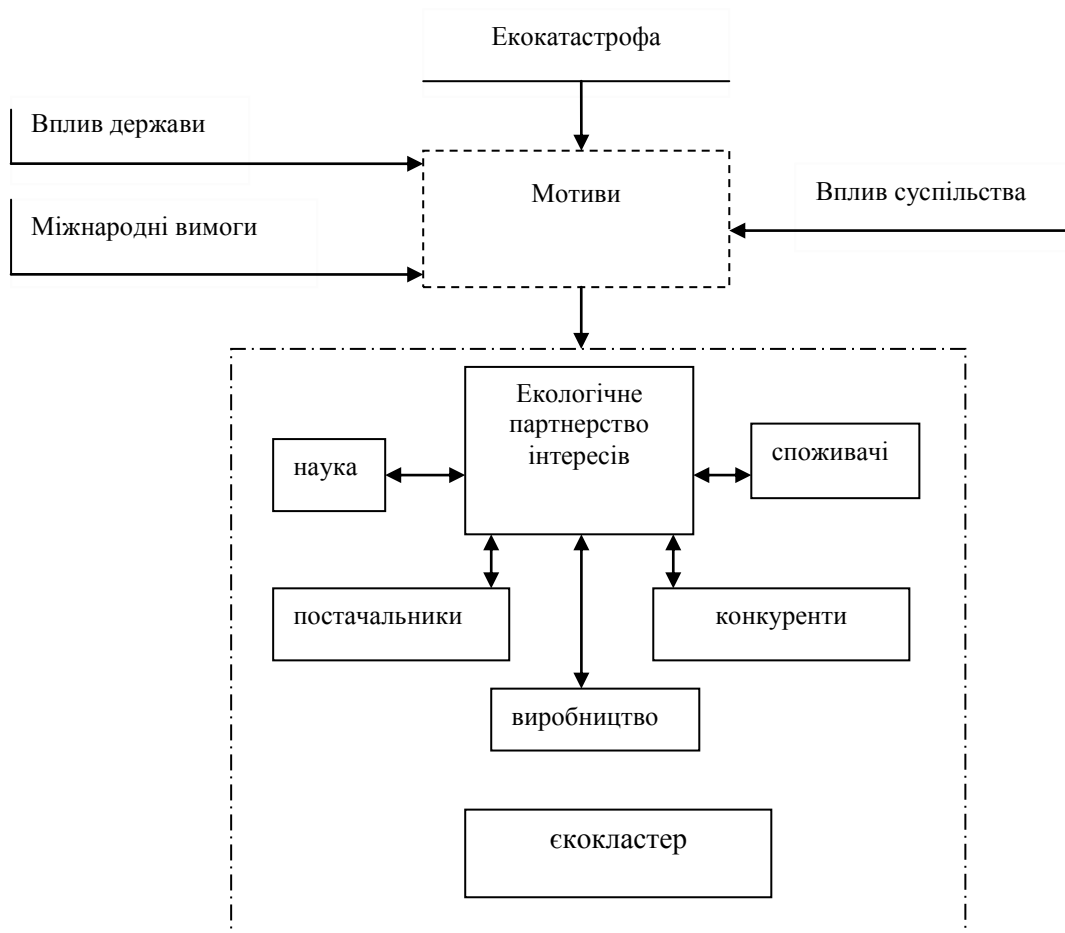 Екокатастрофа
Вплив держави
Мотиви
Вплив суспільства
Міжнародні вимоги
Екологічне
партнерство
інтересів
наука
споживачі
постачальники
конкуренти
виробництво
єкокластер